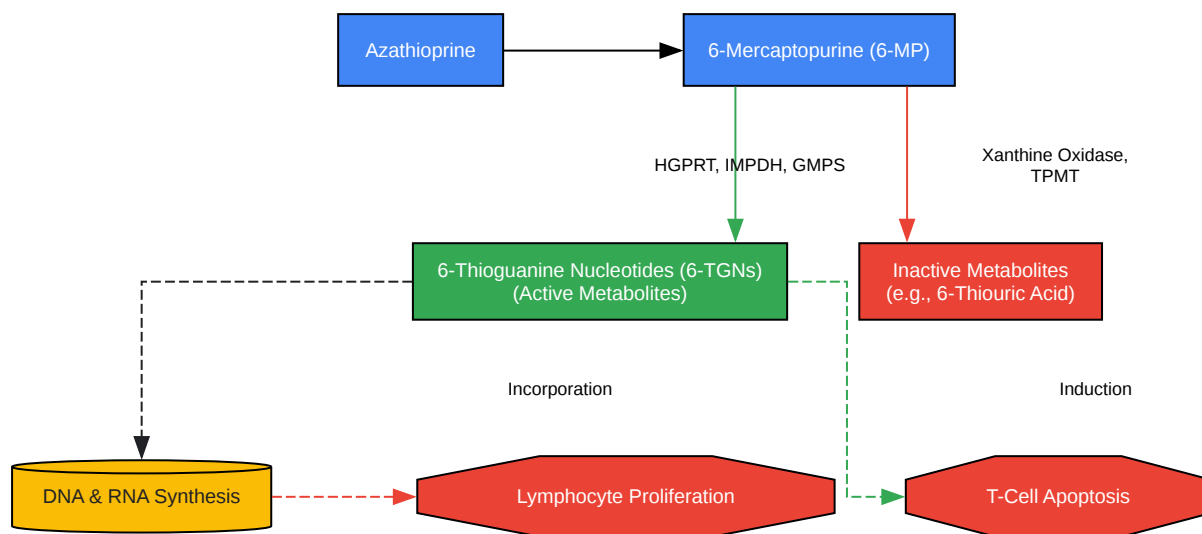 Azathioprine
6-Mercaptopurine (6-MP)
HGPRT, IMPDH, GMPS
Xanthine Oxidase,
TPMT
6-Thioguanine Nucleotides (6-TGNs)
(Active Metabolites)
Inactive Metabolites
(e.g., 6-Thiouric Acid)
Incorporation
Induction
DNA & RNA Synthesis
Lymphocyte Proliferation
T-Cell Apoptosis